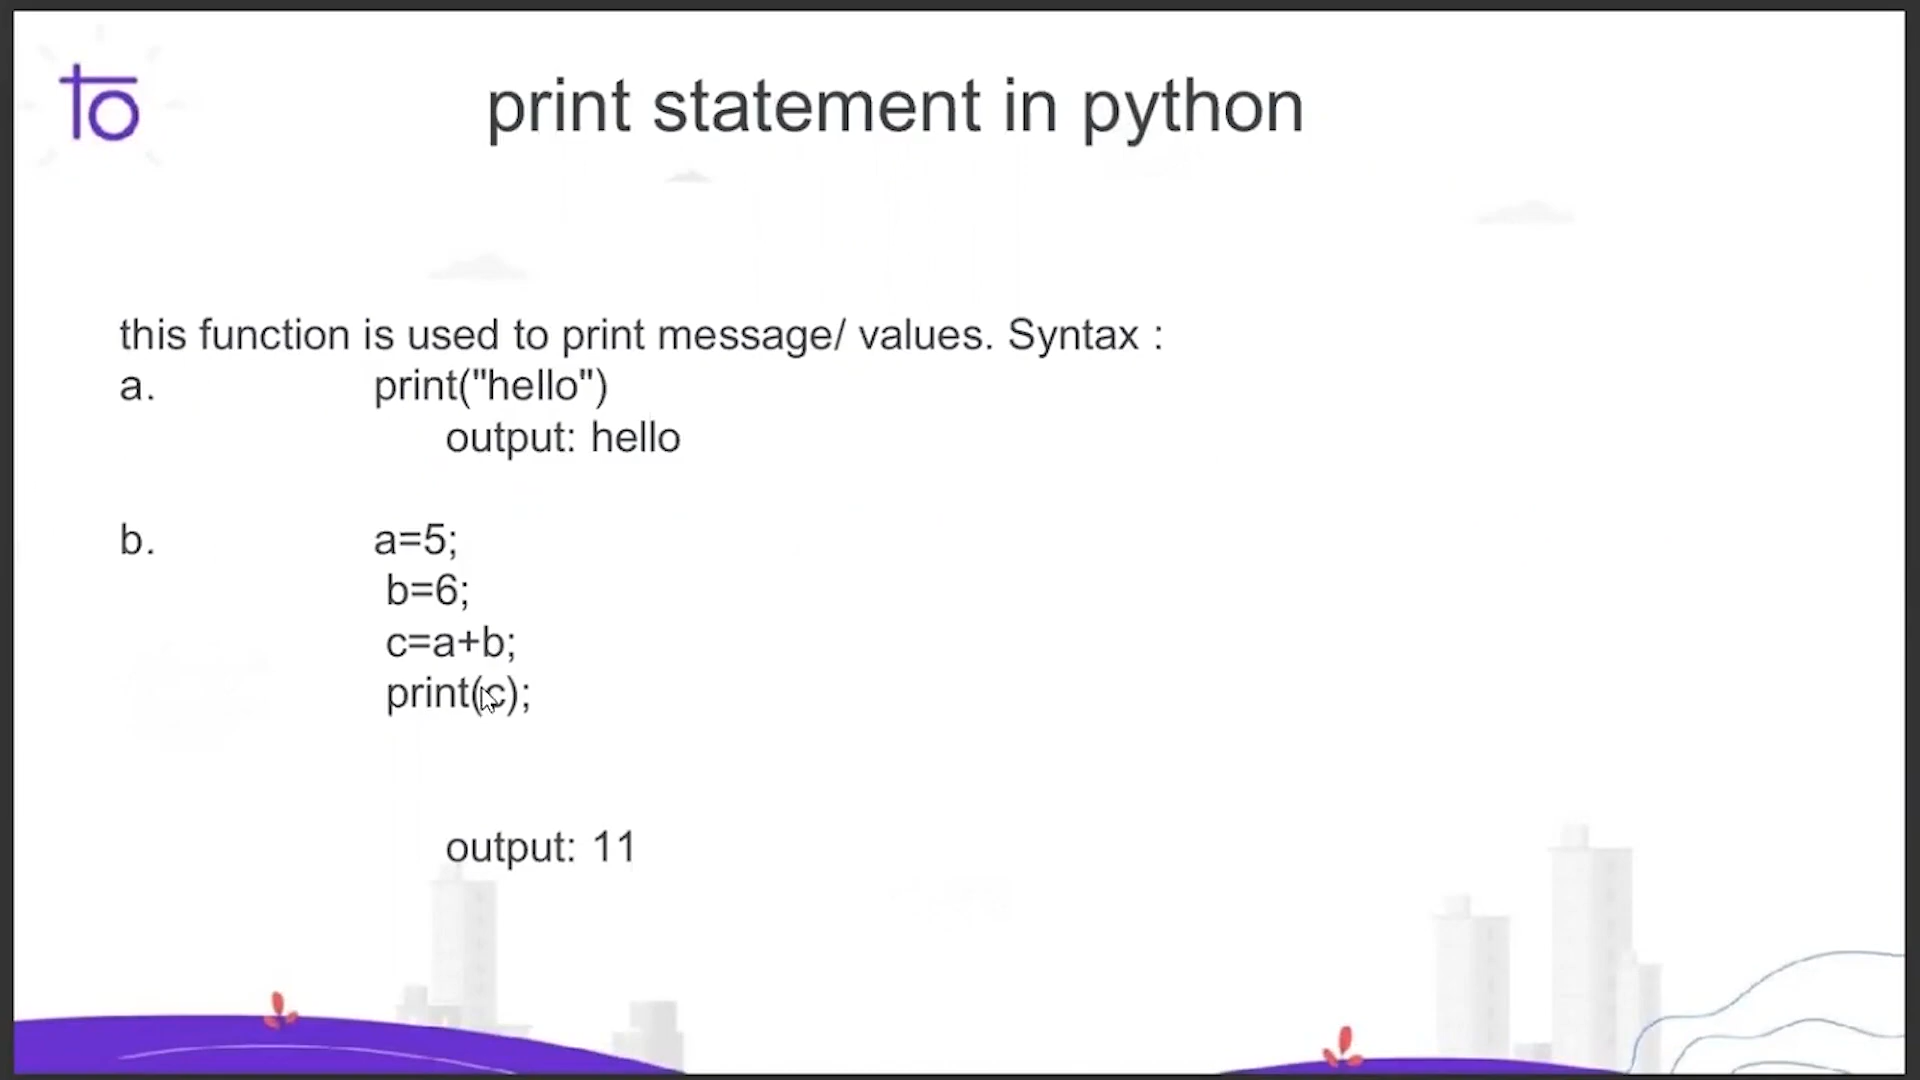 to
print statement in python
this function is used to print message/ values. Syntax :
a. print("hello")
output: hello
b. a=5;
b=6;
c=a+b;
print(c);
output: 11